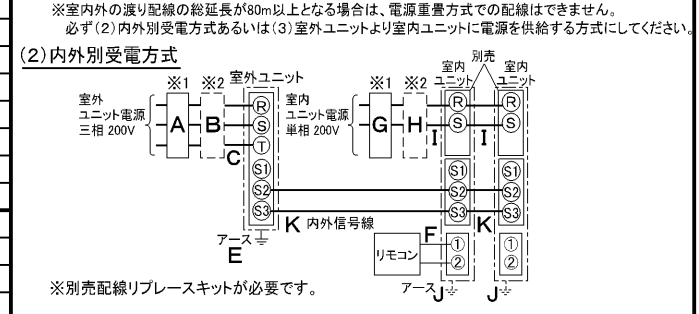 ※室内外の渡り配線の総延長が80m以上となる場合は、電源重畳方式での配線はできません。
必ず(2)内外別受電方式あるいは(3)室外ユニットより室内ユニットに電源を供給する方式にしてください。
(2)内外別受電方式
別売
※1 ※2 室外ユニット ※1 ※2 室内ユニット 室内ユニット
室外
ユニット電源
三相 200V
A B C
R
S
T
S1
S2
S3
室内
ユニット電源
単相 200V
G H I I
R R
S S
S1 S1
S2 S2
S3 S3
K 内外信号線 K
アース
E
リモコン
F
① ①
② ②
アース J J
※別売配線リプレースキットが必要です。